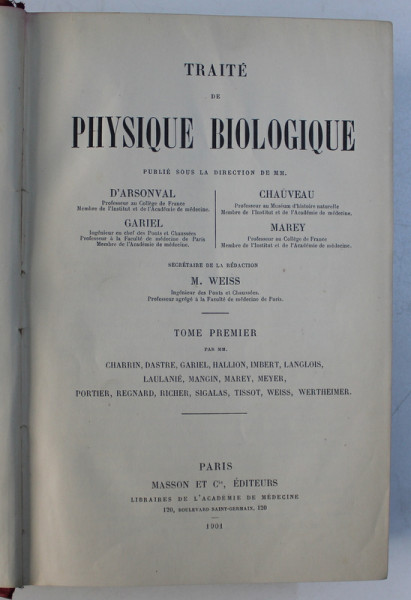 TRAITÉ
DE
PHYSIQUE BIOLOGIQUE
PUBLIÉ SOUS LA DIRECTION DE MM.
D'ARSONVAL
Professeur au Collège de France
Membre de l'Institut et de l'Académie de médecine.
GARIEL
Ingénieur en chef des Ponts et Chaussées
Professeur à la Faculté de médecine de Paris
Membre de l'Académie de médecine.
CHAUVEAU
Professeur au Muséum d'histoire naturelle
Membre de l'Institut et de l'Académie de médecine.
MAREY
Professeur au Collège de France
Membre de l'Institut et de l'Académie de médecine.
SECRÉTAIRE DE LA RÉDACTION
M. WEISS
Ingénieur des Ponts et Chaussées.
Professeur agrégé à la Faculté de médecine de Paris.
TOME PREMIER
PAR MM.
CHARRIN, DASTRE, GARIEL, HALLION, IMBERT, LANGLOIS,
LAULANIÉ, MANGIN, MAREY, MEYER,
PORTIER, REGNARD, RICHER, SIGALAS, TISSOT, WEISS, WERTHEIMER.
PARIS
MASSON ET Cie, ÉDITEURS
LIBRAIRES DE L'ACADÉMIE DE MÉDECINE
120, BOULEVARD SAINT-GERMAIN, 120
1901